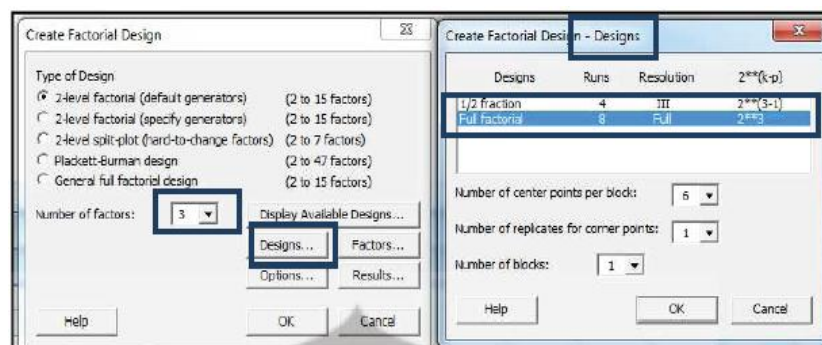 Create Factorial Design
Type of Design
2-level factorial (default generators) (2 to 15 factors)
2-level factorial (specify generators) (2 to 15 factors)
2-level split-plot (hard-to-change factors) (2 to 7 factors)
Plackett-Burman design (2 to 47 factors)
General full factorial design (2 to 15 factors)
Number of factors: 3 Display Available Designs...
Designs... Factors...
Options... Results...
Help OK Cancel
Create Factorial Design - Designs
Designs Runs Resolution 2**(k-p)
1/2 fraction 4 III 2**(3-1)
Full factorial 8 Full 2**3
Number of center points per block: 6
Number of replicates for corner points: 1
Number of blocks: 1
Help OK Cancel